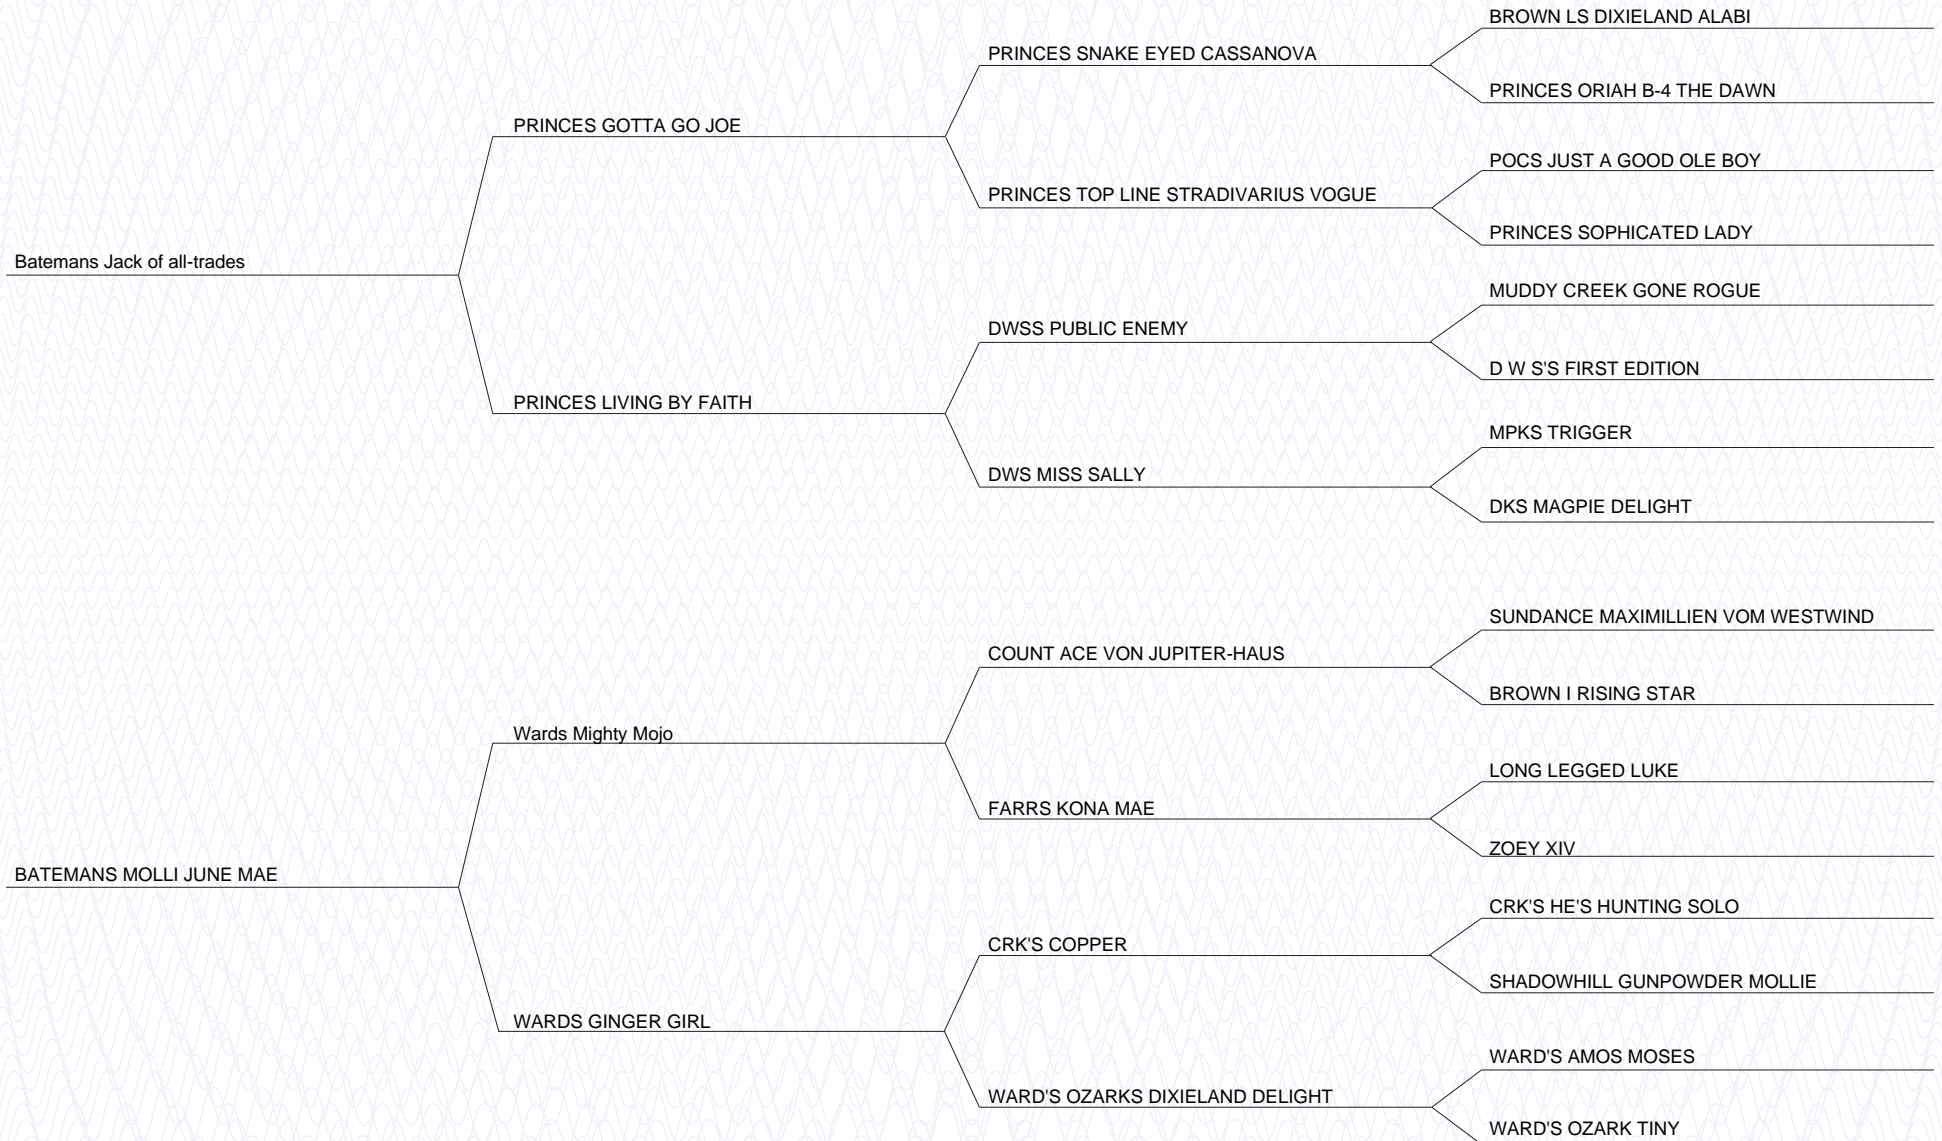 BROWN LS DIXIELAND ALABI
PRINCES SNAKE EYED CASSANOVA
PRINCES ORIAH B-4 THE DAWN
PRINCES GOTTA GO JOE
POCS JUST A GOOD OLE BOY
PRINCES TOP LINE STRADIVARIUS VOGUE
PRINCES SOPHICATED LADY
Batemans Jack of all-trades
MUDDY CREEK GONE ROGUE
DWSS PUBLIC ENEMY
D W S'S FIRST EDITION
PRINCES LIVING BY FAITH
MPKS TRIGGER
DWS MISS SALLY
DKS MAGPIE DELIGHT
SUNDANCE MAXIMILLIEN VOM WESTWIND
COUNT ACE VON JUPITER-HAUS
BROWN I RISING STAR
Wards Mighty Mojo
LONG LEGGED LUKE
FARRS KONA MAE
ZOEY XIV
BATEMANS MOLLI JUNE MAE
CRK'S HE'S HUNTING SOLO
CRK'S COPPER
SHADOWHILL GUNPOWDER MOLLIE
WARDS GINGER GIRL
WARD'S AMOS MOSES
WARD'S OZARKS DIXIELAND DELIGHT
WARD'S OZARK TINY